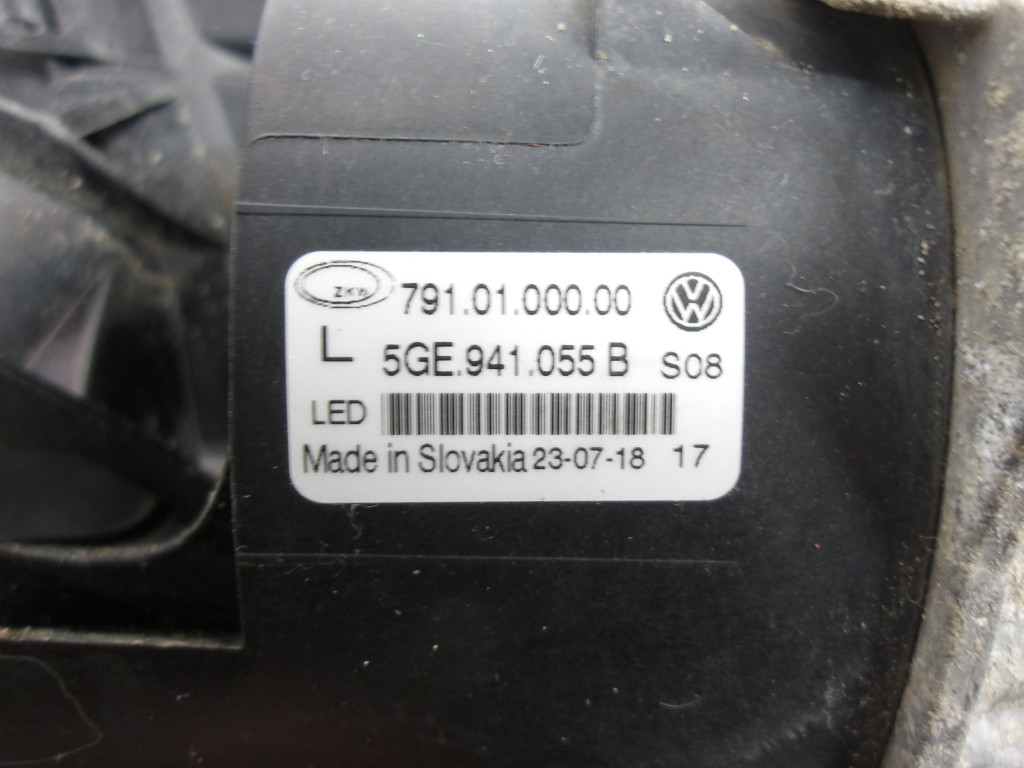 ZKW 791.01.000.00
L 5GE.941.055 B S08
LED
Made in Slovakia 23-07-18 17